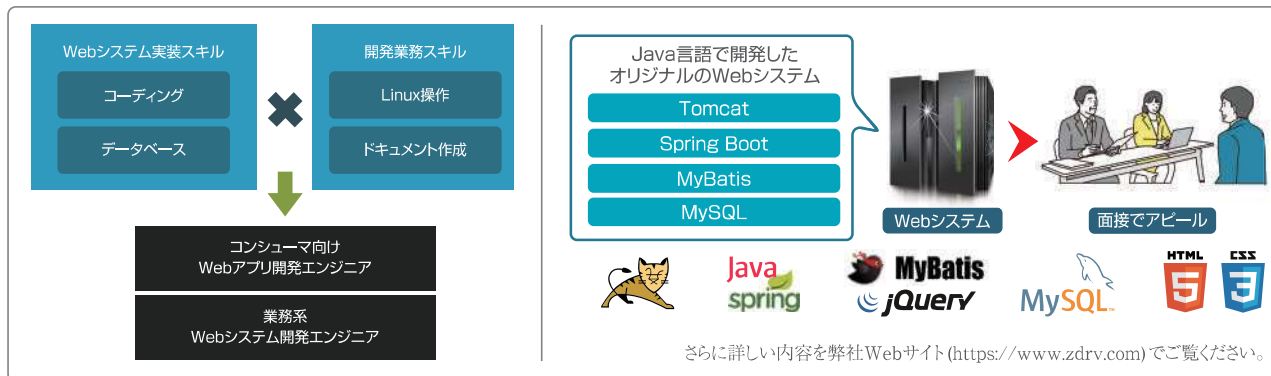 Webシステム実装スキル
コーディング
データベース
開発業務スキル
Linux操作
ドキュメント作成
コンシューマ向け
Webアプリ開発エンジニア
業務系
Webシステム開発エンジニア
Java言語で開発した
オリジナルのWebシステム
Tomcat
Spring Boot
MyBatis
MySQL
Webシステム
面接でアピール
Java
spring
MyBatis
jQuery
MySQL
HTML
5
CSS
3
さらに詳しい内容を弊社Webサイト(https://www.zdrv.com)でご覧ください。